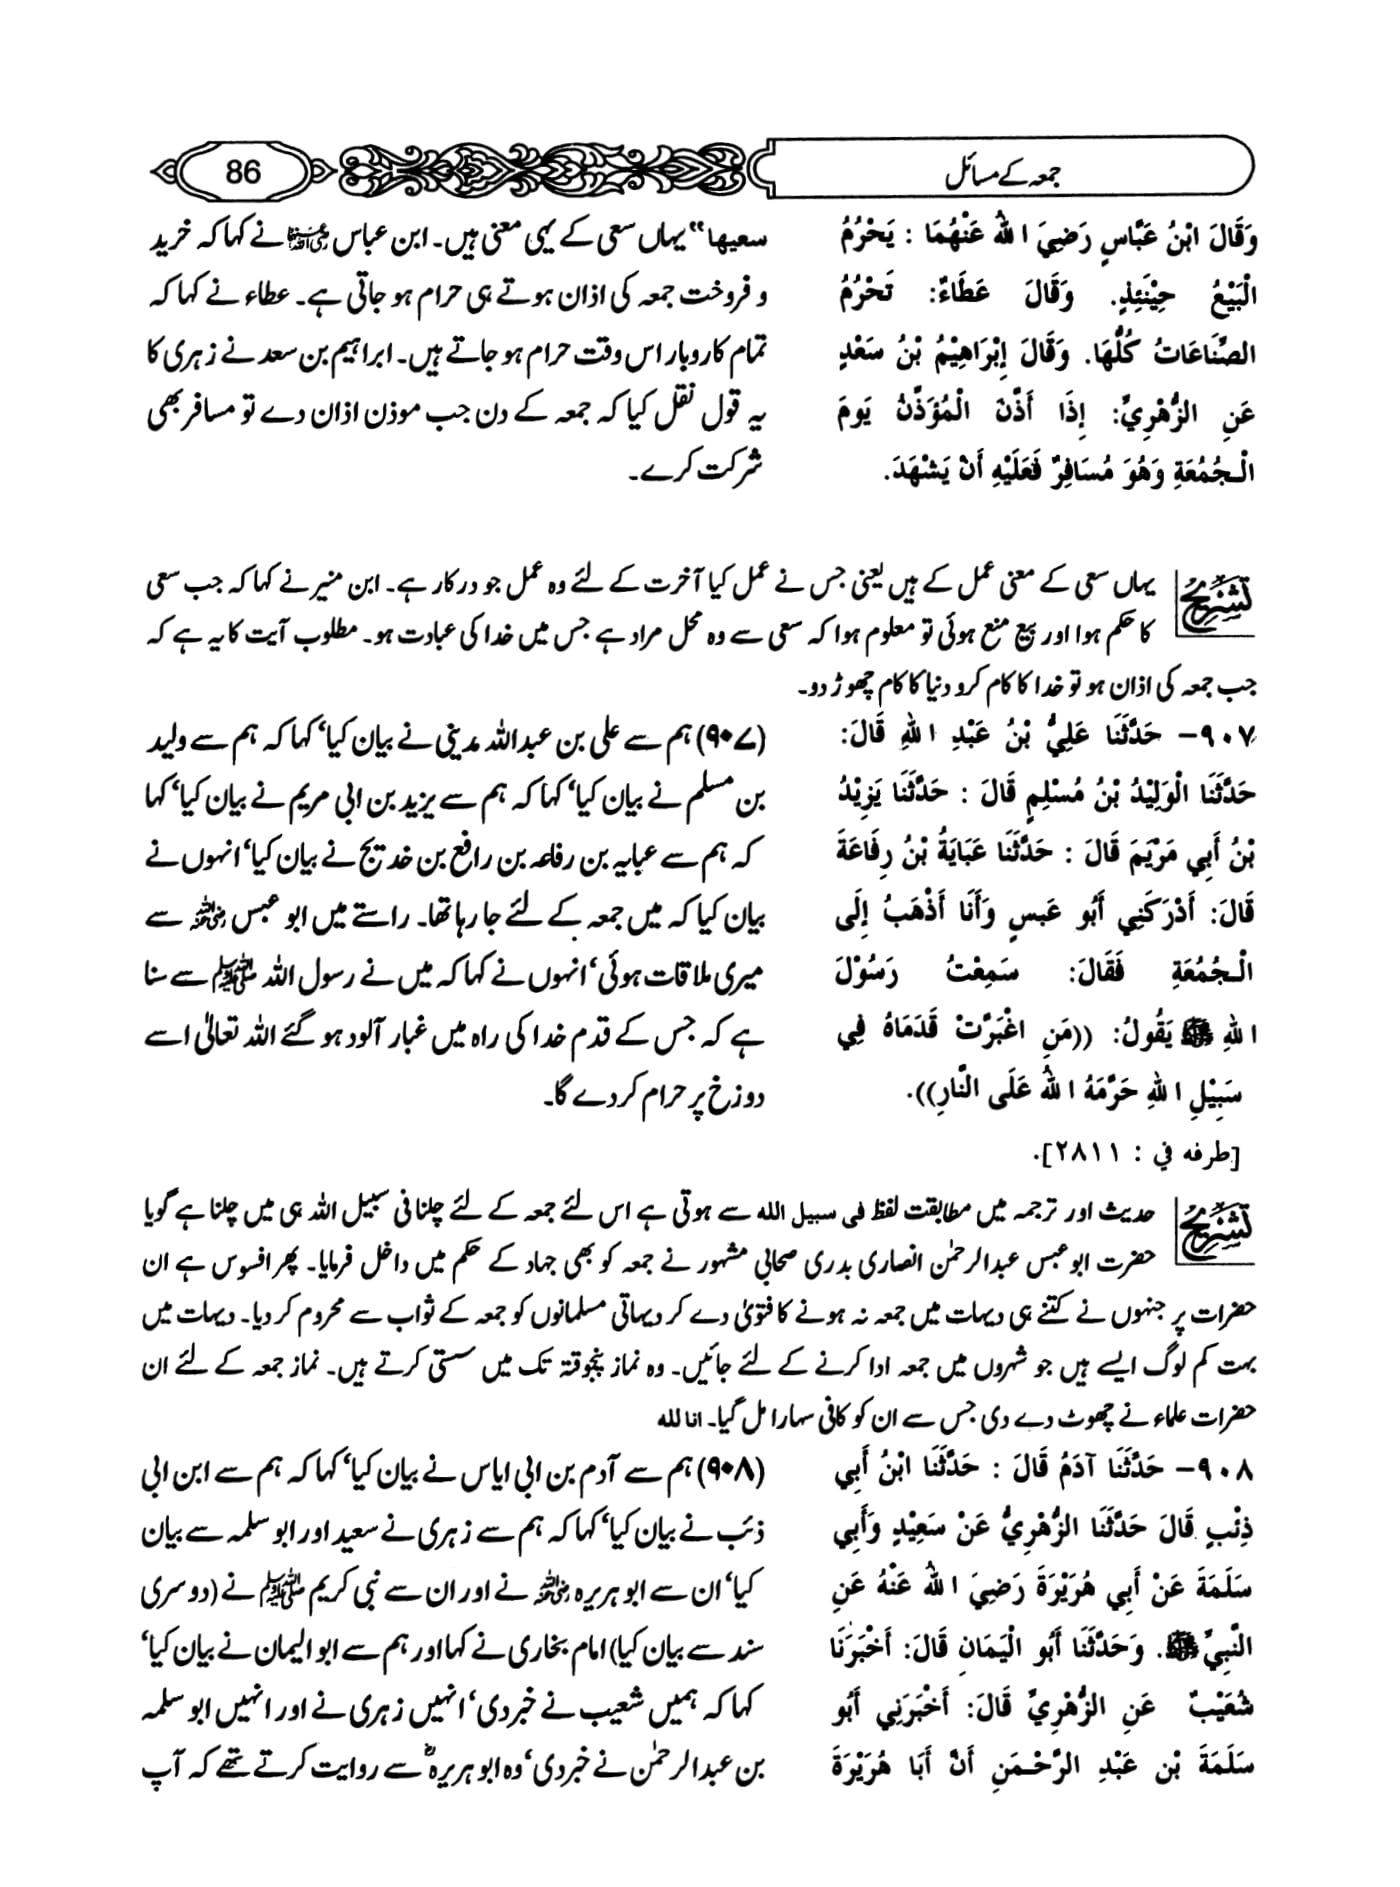 جمعہ کے مسائل
86
وَقَالَ ابْنُ عَبَّاسٍ رَضِيَ اللهُ عَنْهُمَا : يَحْرُمُ
الْبَيْعُ حِيْنَئِذٍ. وَقَالَ عَطَاءٌ: تَحْرُمُ
الصِّنَاعَاتُ كُلُّهَا. وَقَالَ إِبْرَاهِيْمُ بْنُ سَعْدٍ
عَنِ الزُّهْرِيِّ: إِذَا أَذَّنَ الْمُؤَذِّنُ يَومَ
الْجُمُعَةِ وَهُوَ مُسَافِرٌ فَعَلَيْهِ أَنْ يَشْهَدَ.
سعیھا“ یہاں سعی کے یہی معنی ہیں۔ ابن عباس رضی اللہ عنہما نے کہا کہ خرید
و فروخت جمعہ کی اذان ہوتے ہی حرام ہو جاتی ہے۔ عطاء نے کہا کہ
تمام کاروبار اس وقت حرام ہو جاتے ہیں۔ ابراہیم بن سعد نے زہری کا
یہ قول نقل کیا کہ جمعہ کے دن جب موذن اذان دے تو مسافر بھی
شرکت کرے۔
تشریح یہاں سعی کے معنی عمل کے ہیں یعنی جس نے عمل کیا آخرت کے لئے وہ عمل جو درکار ہے۔ ابن منیر نے کہا کہ جب سعی
کا حکم ہوا اور بیع منع ہوئی تو معلوم ہوا کہ سعی سے وہ محل مراد ہے جس میں خدا کی عبادت ہو۔ مطلوب آیت کا یہ ہے کہ
جب جمعہ کی اذان ہو تو خدا کا کام کرو دنیا کا کام چھوڑ دو۔
٩٠٧- حَدَّثَنَا عَلِيُّ بْنُ عَبْدِ اللهِ قَالَ:
حَدَّثَنَا الْوَلِيْدُ بْنُ مُسْلِمٍ قَالَ : حَدَّثَنَا يَزِيْدُ
بْنُ أَبِي مَرْيَمَ قَالَ : حَدَّثَنَا عَبَايَةُ بْنُ رِفَاعَةَ
قَالَ: أَدْرَكَنِي أَبُو عَبسٍ وَأَنَا أَذْهَبُ إِلَى
الْجُمُعَةِ فَقَالَ: سَمِعْتُ رَسُوْلَ
اللهِ ﷺ يَقُولُ: ((مَنِ اغْبَرَّتْ قَدَمَاهُ فِي
سَبِيْلِ اللهِ حَرَّمَهُ اللهُ عَلَى النَّارِ)).
[طرفه في : ٢٨١١].
(۹۰۷) ہم سے علی بن عبداللہ مدینی نے بیان کیا‘ کہا کہ ہم سے ولید
بن مسلم نے بیان کیا‘ کہا کہ ہم سے یزید بن ابی مریم نے بیان کیا‘ کہا
کہ ہم سے عبایہ بن رفاعہ بن رافع بن خدیج نے بیان کیا‘ انہوں نے
بیان کیا کہ میں جمعہ کے لئے جا رہا تھا۔ راستے میں ابو عبس رضی اللہ عنہ سے
میری ملاقات ہوئی‘ انہوں نے کہا کہ میں نے رسول اللہ ﷺ سے سنا
ہے کہ جس کے قدم خدا کی راہ میں غبار آلود ہو گئے اللہ تعالیٰ اسے
دوزخ پر حرام کر دے گا۔
تشریح حدیث اور ترجمہ میں مطابقت لفظ فی سبیل اللہ سے ہوتی ہے اس لئے جمعہ کے لئے چلنا فی سبیل اللہ ہی میں چلنا ہے گویا
حضرت ابو عبس عبدالرحمٰن انصاری بدری صحابی مشہور نے جمعہ کو بھی جہاد کے حکم میں داخل فرمایا۔ پھر افسوس ہے ان
حضرات پر جنہوں نے کتنے ہی دیہات میں جمعہ نہ ہونے کا فتویٰ دے کر دیہاتی مسلمانوں کو جمعہ کے ثواب سے محروم کر دیا۔ دیہات میں
بہت کم لوگ ایسے ہیں جو شہروں میں جمعہ ادا کرنے کے لئے جائیں۔ وہ نماز پنجوقتہ تک میں سستی کرتے ہیں۔ نماز جمعہ کے لئے ان
حضرات علماء نے چھوٹ دے دی جس سے ان کو کافی سہارا مل گیا۔ انا للہ
٩٠٨- حَدَّثَنَا آدَمُ قَالَ : حَدَّثَنَا ابْنُ أَبِي
ذِئْبٍ قَالَ حَدَّثَنَا الزُّهْرِيُّ عَنْ سَعِيْدٍ وَأَبِي
سَلَمَةَ عَنْ أَبِي هُرَيْرَةَ رَضِيَ اللهُ عَنْهُ عَنِ
النَّبِيِّ ﷺ. وَحَدَّثَنَا أَبُو الْيَمَانِ قَالَ: أَخْبَرَنَا
شُعَيْبٌ عَنِ الزُّهْرِيِّ قَالَ: أَخْبَرَنِي أَبُو
سَلَمَةَ بْن عَبْدِ الرَّحْمَنِ أَنَّ أَبَا هُرَيْرَةَ
(۹۰۸) ہم سے آدم بن ابی ایاس نے بیان کیا‘ کہا کہ ہم سے ابن ابی
ذئب نے بیان کیا‘ کہا کہ ہم سے زہری نے سعید اور ابو سلمہ سے بیان
کیا‘ ان سے ابو ہریرہ رضی اللہ عنہ نے اور ان سے نبی کریم ﷺ نے (دوسری
سند سے بیان کیا) امام بخاری نے کہا اور ہم سے ابو الیمان نے بیان کیا‘
کہا کہ ہمیں شعیب نے خبر دی‘ انہیں زہری نے اور انہیں ابو سلمہ
بن عبدالرحمٰن نے خبر دی‘ وہ ابو ہریرہؓ سے روایت کرتے تھے کہ آپ